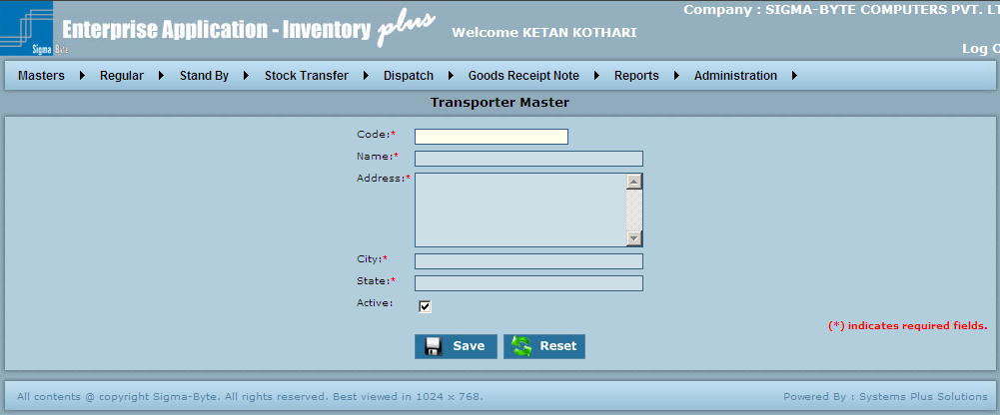 Company : SIGMA-BYTE COMPUTERS PVT. LT
Sigma Byte
Enterprise Application - Inventory plus
Welcome KETAN KOTHARI
Log O
Masters Regular Stand By Stock Transfer Dispatch Goods Receipt Note Reports Administration
Transporter Master
Code:*
Name:*
Address:*
City:*
State:*
Active:
(*) indicates required fields.
Save Reset
All contents @ copyright Sigma-Byte. All rights reserved. Best viewed in 1024 x 768. Powered By : Systems Plus Solutions